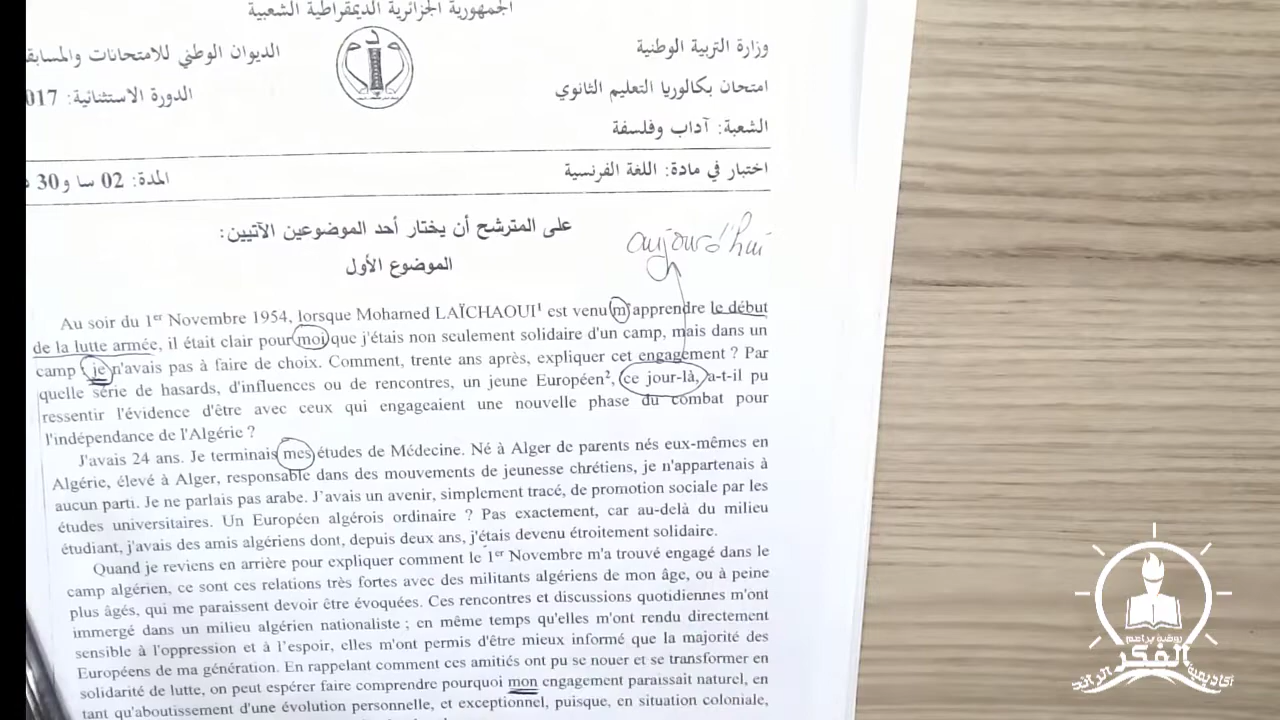 الجمهورية الجزائرية الديمقراطية الشعبية
وزارة التربية الوطنية
الديوان الوطني للامتحانات والمسابق
امتحان بكالوريا التعليم الثانوي
الدورة الاستثنائية: 017
الشعبة: آداب وفلسفة
اختبار في مادة: اللغة الفرنسية
المدة: 02 سا و30 د
على المترشح أن يختار أحد الموضوعين الآتيين:
aujourd'hui
الموضوع الأول
Au soir du 1er Novembre 1954, lorsque Mohamed LAÏCHAOUI¹ est venu m'apprendre le début
de la lutte armée, il était clair pour moi que j'étais non seulement solidaire d'un camp, mais dans un
camp je n'avais pas à faire de choix. Comment, trente ans après, expliquer cet engagement ? Par
quelle série de hasards, d'influences ou de rencontres, un jeune Européen², ce jour-là, a-t-il pu
ressentir l'évidence d'être avec ceux qui engageaient une nouvelle phase du combat pour
l'indépendance de l'Algérie ?
J'avais 24 ans. Je terminais mes études de Médecine. Né à Alger de parents nés eux-mêmes en
Algérie, élevé à Alger, responsable dans des mouvements de jeunesse chrétiens, je n'appartenais à
aucun parti. Je ne parlais pas arabe. J'avais un avenir, simplement tracé, de promotion sociale par les
études universitaires. Un Européen algérois ordinaire ? Pas exactement, car au-delà du milieu
étudiant, j'avais des amis algériens dont, depuis deux ans, j'étais devenu étroitement solidaire.
Quand je reviens en arrière pour expliquer comment le 1er Novembre m'a trouvé engagé dans le
camp algérien, ce sont ces relations très fortes avec des militants algériens de mon âge, ou à peine
plus âgés, qui me paraissent devoir être évoquées. Ces rencontres et discussions quotidiennes m'ont
immergé dans un milieu algérien nationaliste ; en même temps qu'elles m'ont rendu directement
sensible à l'oppression et à l'espoir, elles m'ont permis d'être mieux informé que la majorité des
Européens de ma génération. En rappelant comment ces amitiés ont pu se nouer et se transformer en
solidarité de lutte, on peut espérer faire comprendre pourquoi mon engagement paraissait naturel, en
tant qu'aboutissement d'une évolution personnelle, et exceptionnel, puisque, en situation coloniale,
روضة براعم
الفكر
أكاديمية الرائد